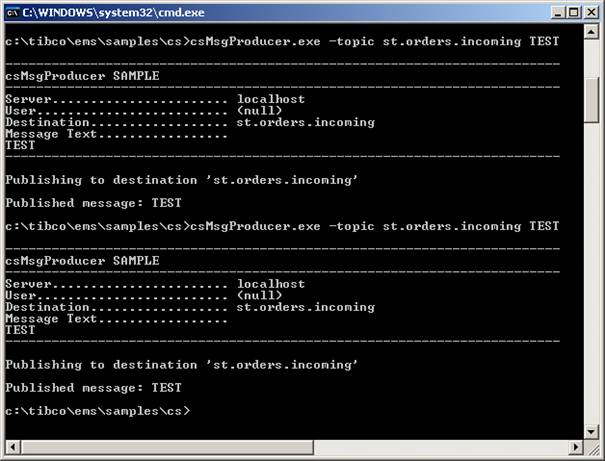 C:\WINDOWS\system32\cmd.exe
c:\tibco\ems\samples\cs>csMsgProducer.exe -topic st.orders.incoming TEST
------------------------------------------------------------------------
csMsgProducer SAMPLE
------------------------------------------------------------------------
Server....................... localhost
User......................... (null)
Destination.................. st.orders.incoming
Message Text.................
TEST
------------------------------------------------------------------------
Publishing to destination 'st.orders.incoming'
Published message: TEST
c:\tibco\ems\samples\cs>csMsgProducer.exe -topic st.orders.incoming TEST
------------------------------------------------------------------------
csMsgProducer SAMPLE
------------------------------------------------------------------------
Server....................... localhost
User......................... (null)
Destination.................. st.orders.incoming
Message Text.................
TEST
------------------------------------------------------------------------
Publishing to destination 'st.orders.incoming'
Published message: TEST
c:\tibco\ems\samples\cs>